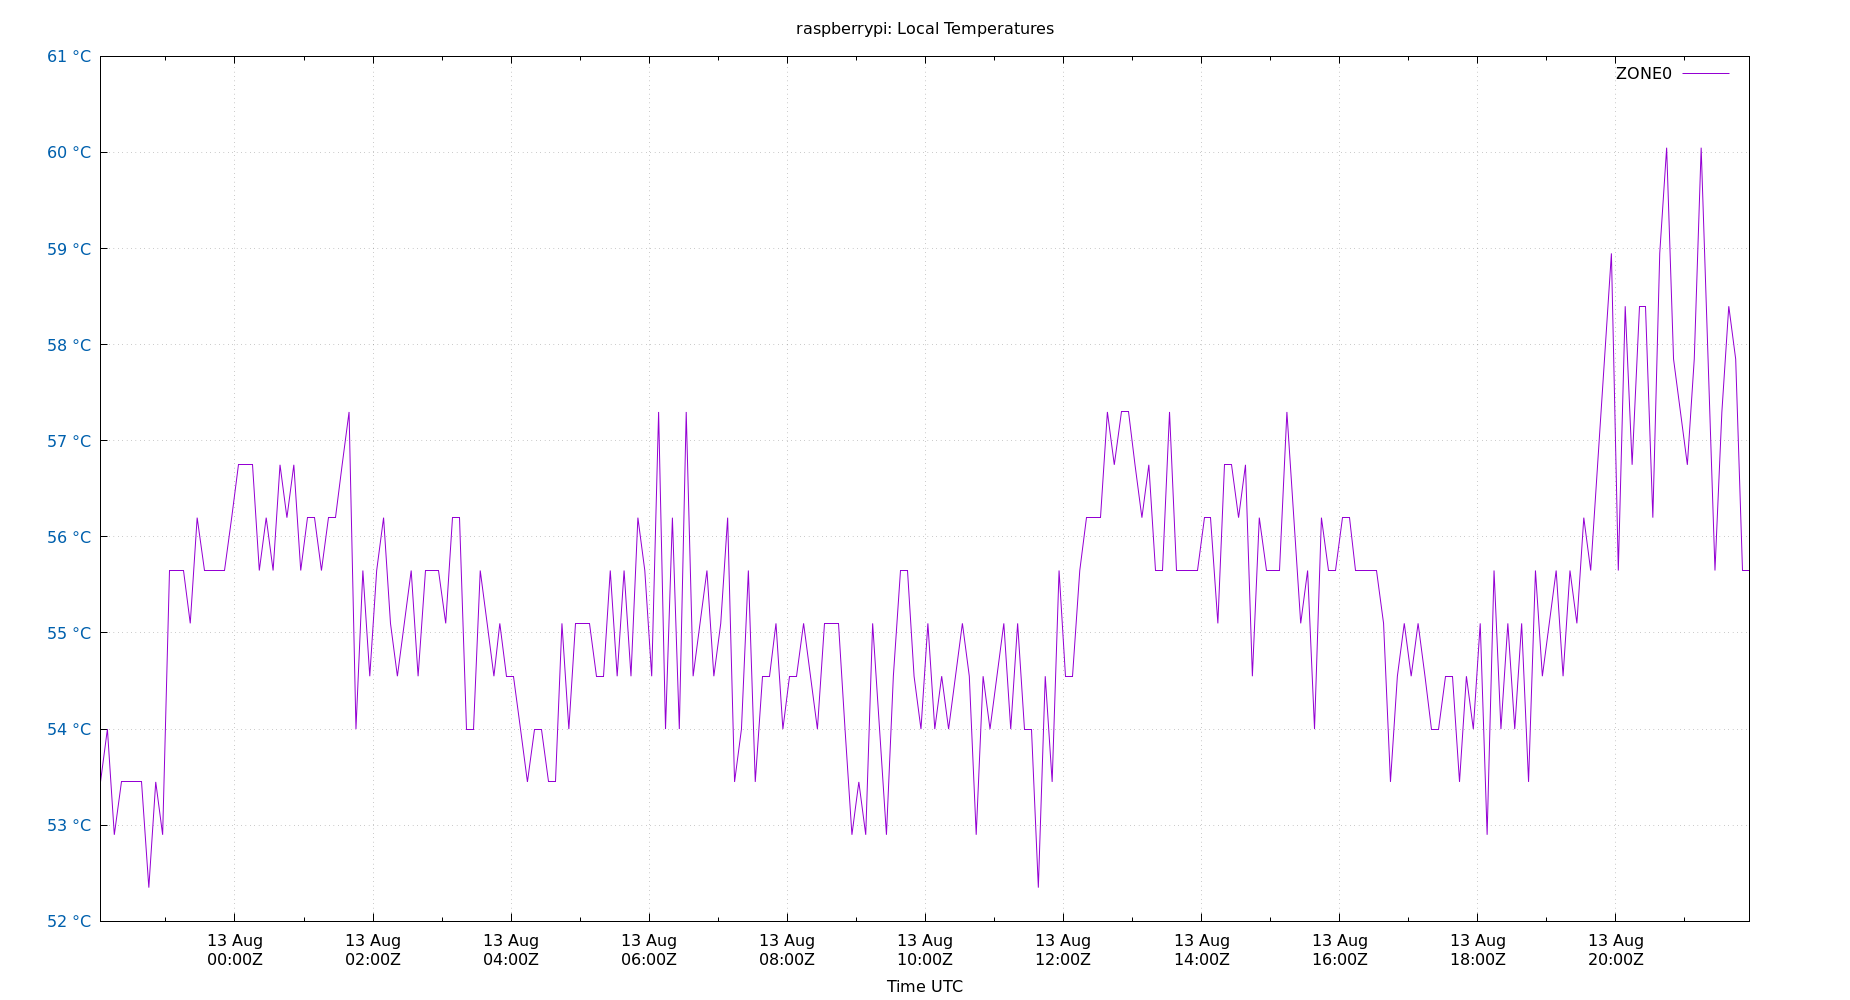 raspberrypi: Local Temperatures
61 °C
ZONE0
60 °C
59 °C
58 °C
57 °C
56 °C
55 °C
54 °C
53 °C
52 °C
13 Aug 13 Aug 13 Aug 13 Aug 13 Aug 13 Aug 13 Aug 13 Aug 13 Aug 13 Aug 13 Aug
00:00Z 02:00Z 04:00Z 06:00Z 08:00Z 10:00Z 12:00Z 14:00Z 16:00Z 18:00Z 20:00Z
Time UTC